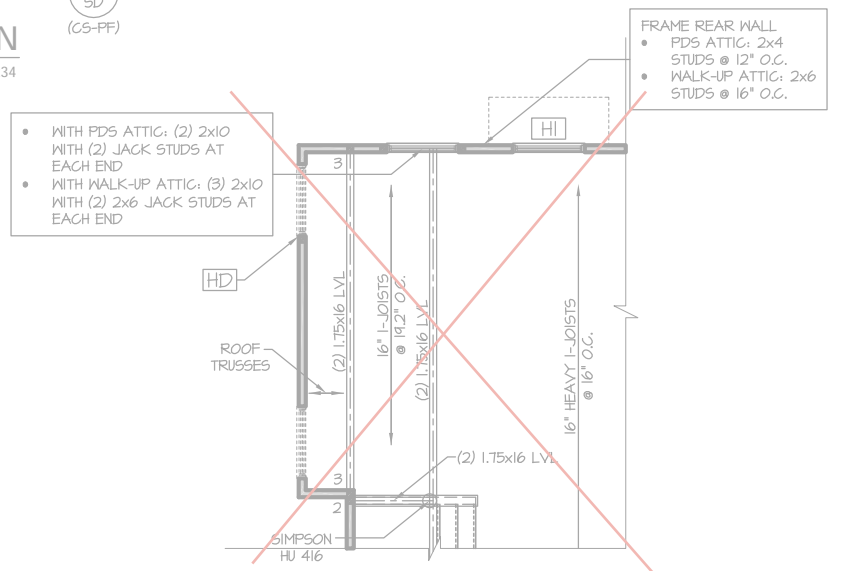 SD
(CS-PF)
N
34
FRAME REAR WALL
• PDS ATTIC: 2x4
STUDS @ 12" O.C.
• WALK-UP ATTIC: 2x6
STUDS @ 16" O.C.
• WITH PDS ATTIC: (2) 2x10
WITH (2) JACK STUDS AT
EACH END
• WITH WALK-UP ATTIC: (3) 2x10
WITH (2) 2x6 JACK STUDS AT
EACH END
HI
3
HD
(2) 1.75x16 LVL
16" I-JOISTS
@ 19.2" O.C.
(2) 1.75x16 LVL
16" HEAVY I-JOISTS
@ 16" O.C.
ROOF
TRUSSES
(2) 1.75x16 LVL
3
2
SIMPSON
HU 416